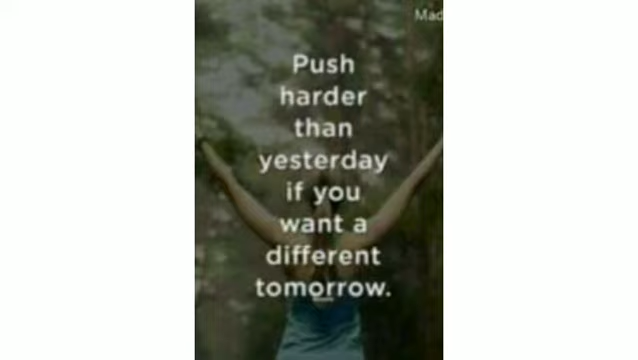 Push
harder
than
yesterday
if you
want a
different
tomorrow.